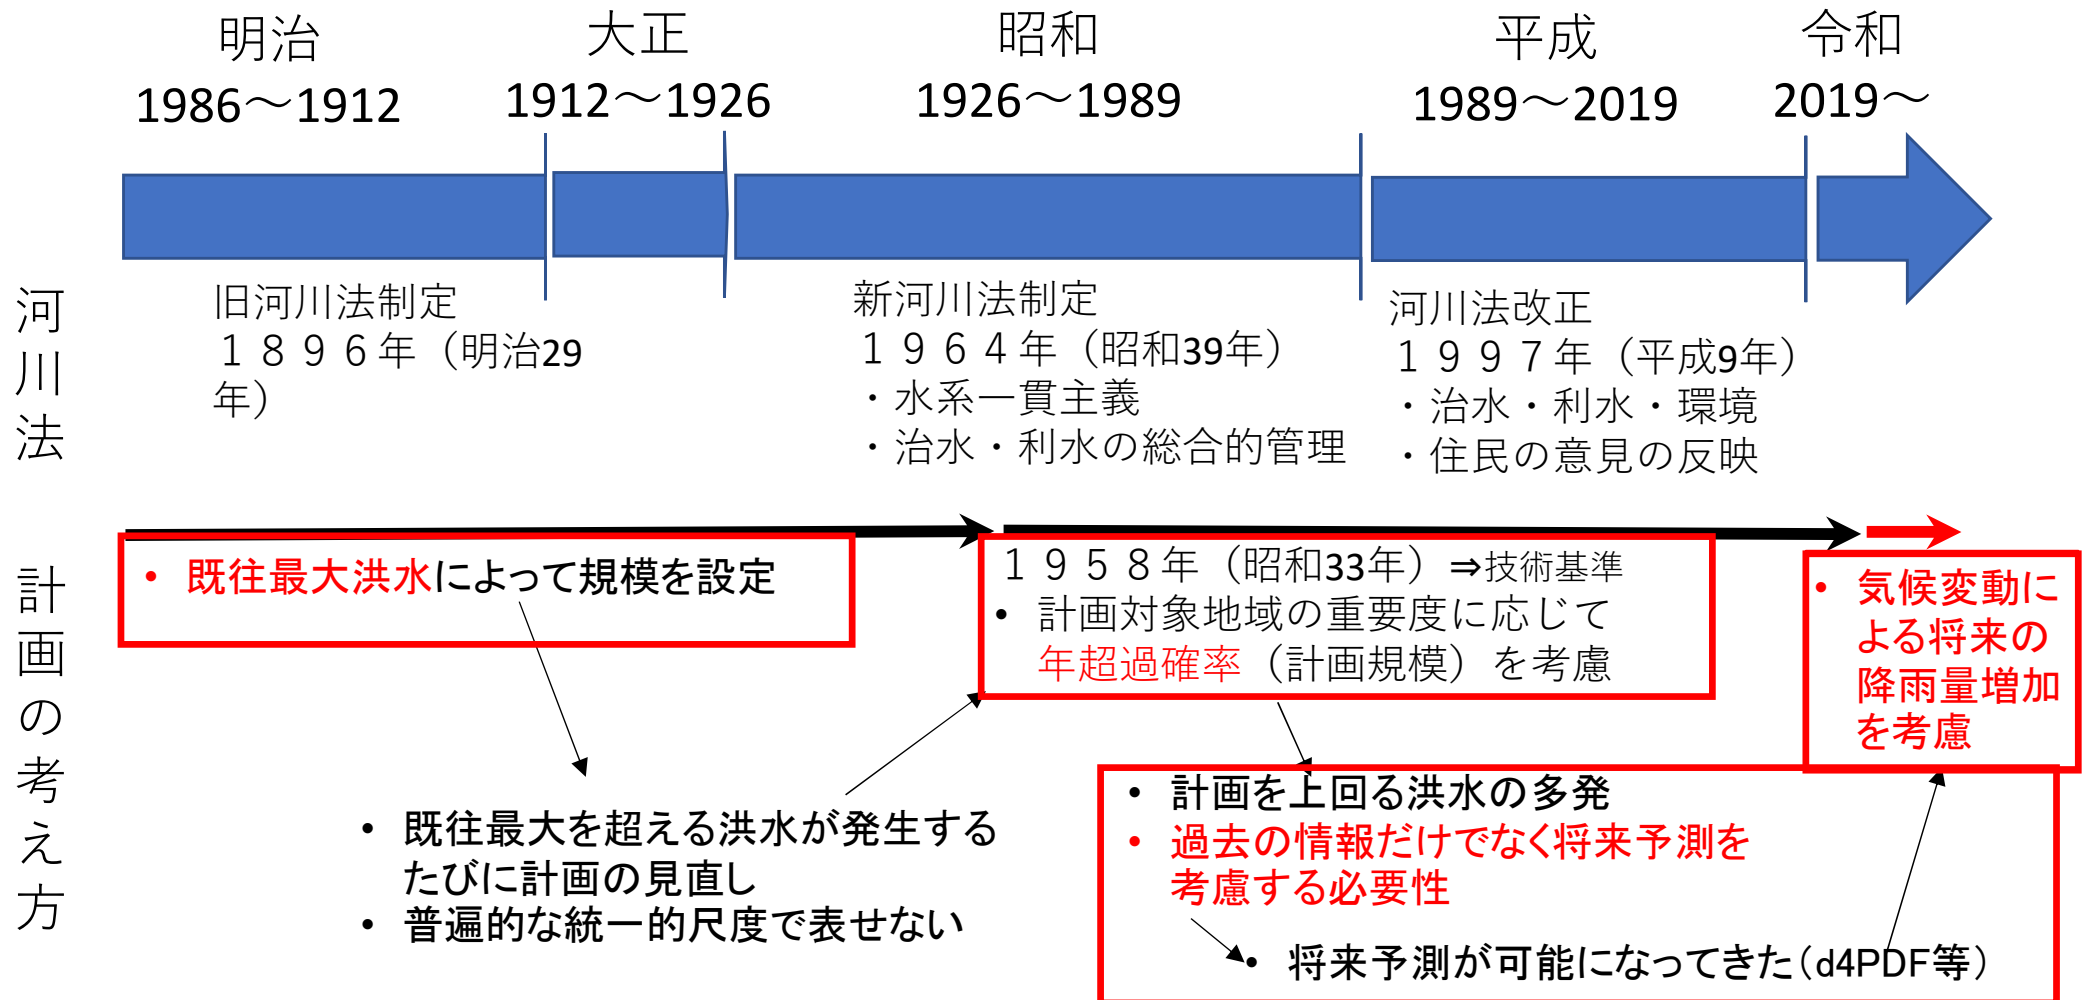 明治
1986～1912
大正
1912～1926
昭和
1926～1989
平成
1989～2019
令和
2019～
河川法
旧河川法制定
１８９６年（明治29
年）
新河川法制定
１９６４年（昭和39年）
・水系一貫主義
・治水・利水の総合的管理
河川法改正
１９９７年（平成9年）
・治水・利水・環境
・住民の意見の反映
計画の考え方
• 既往最大洪水によって規模を設定
１９５８年（昭和33年）⇒技術基準
• 計画対象地域の重要度に応じて
年超過確率（計画規模）を考慮
• 気候変動に
よる将来の
降雨量増加
を考慮
• 既往最大を超える洪水が発生する
たびに計画の見直し
• 普遍的な統一的尺度で表せない
• 計画を上回る洪水の多発
• 過去の情報だけでなく将来予測を
考慮する必要性
• 将来予測が可能になってきた（d4PDF等）